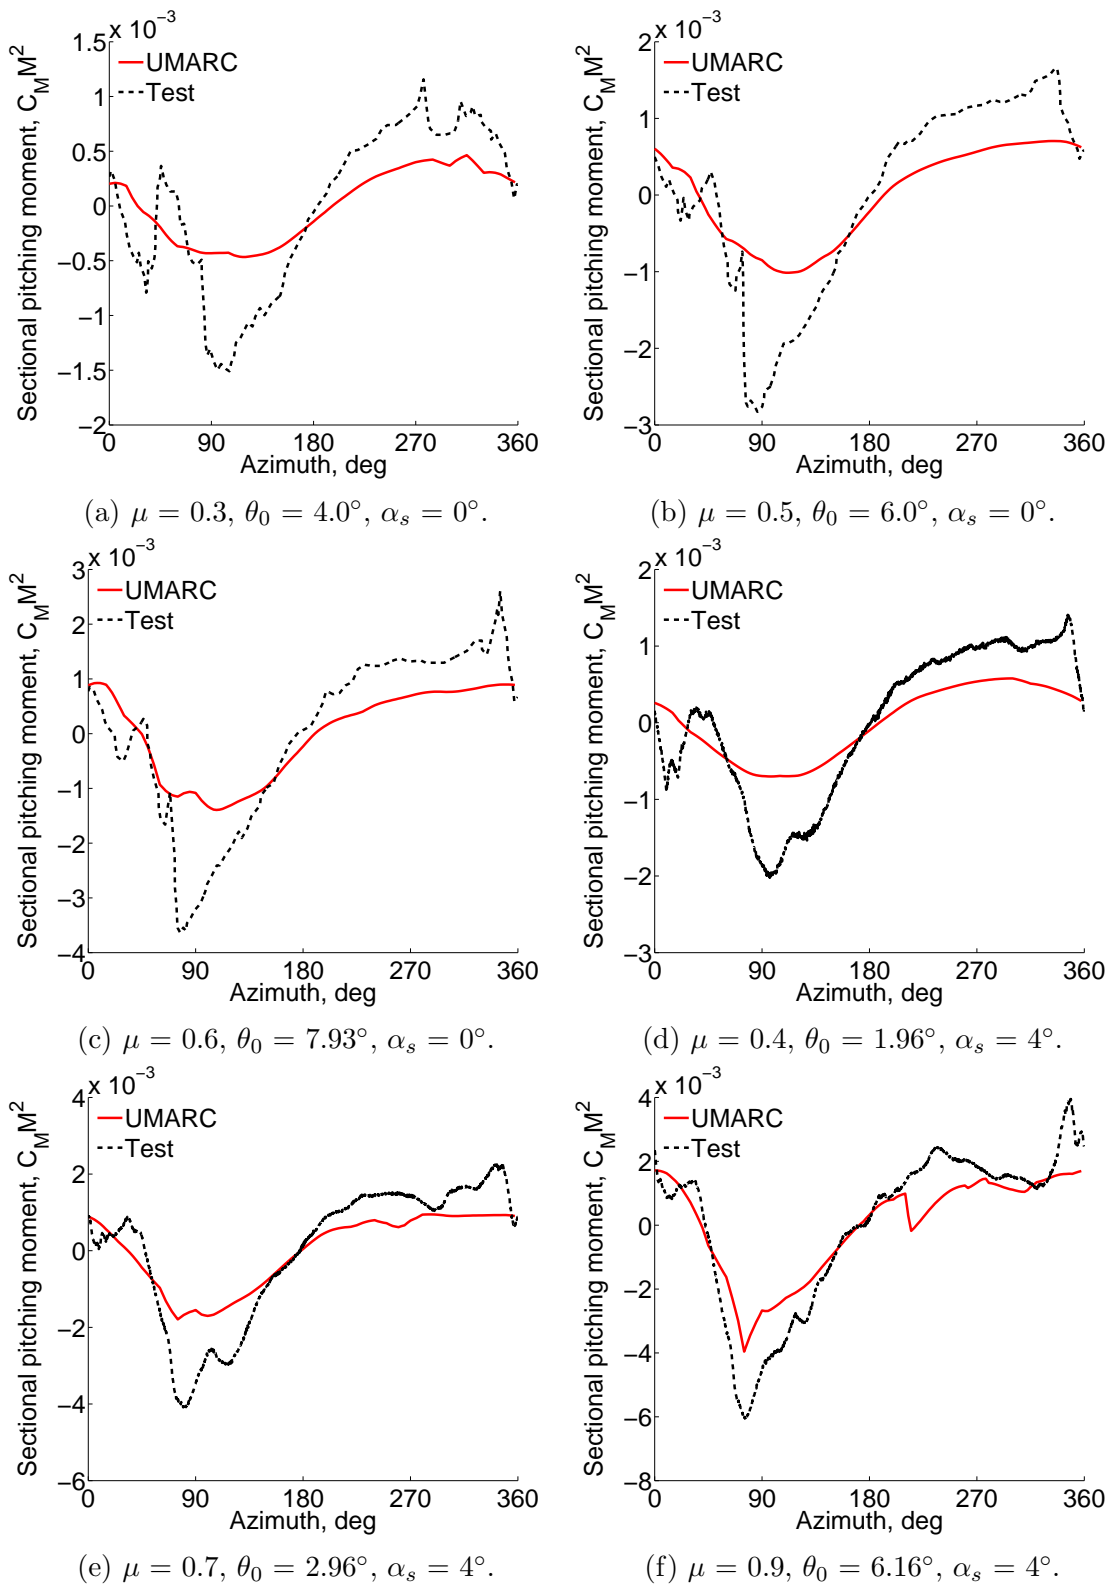 x 10⁻³
1.5
1
0.5
0
−0.5
−1
−1.5
−2
0 90 180 270 360
Azimuth, deg
Sectional pitching moment, C_M M²
UMARC
Test
(a) μ = 0.3, θ₀ = 4.0°, α_s = 0°.
x 10⁻³
2
1
0
−1
−2
−3
0 90 180 270 360
Azimuth, deg
Sectional pitching moment, C_M M²
UMARC
Test
(b) μ = 0.5, θ₀ = 6.0°, α_s = 0°.
x 10⁻³
3
2
1
0
−1
−2
−3
−4
0 90 180 270 360
Azimuth, deg
Sectional pitching moment, C_M M²
UMARC
Test
(c) μ = 0.6, θ₀ = 7.93°, α_s = 0°.
x 10⁻³
2
1
0
−1
−2
−3
0 90 180 270 360
Azimuth, deg
Sectional pitching moment, C_M M²
UMARC
Test
(d) μ = 0.4, θ₀ = 1.96°, α_s = 4°.
x 10⁻³
4
2
0
−2
−4
−6
0 90 180 270 360
Azimuth, deg
Sectional pitching moment, C_M M²
UMARC
Test
(e) μ = 0.7, θ₀ = 2.96°, α_s = 4°.
x 10⁻³
4
2
0
−2
−4
−6
−8
0 90 180 270 360
Azimuth, deg
Sectional pitching moment, C_M M²
UMARC
Test
(f) μ = 0.9, θ₀ = 6.16°, α_s = 4°.